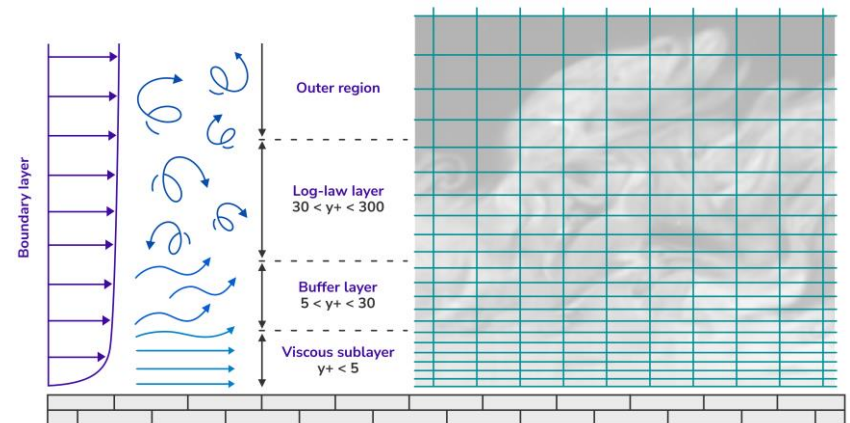 Boundary layer
Outer region
Log-law layer
30 < y+ < 300
Buffer layer
5 < y+ < 30
Viscous sublayer
y+ < 5